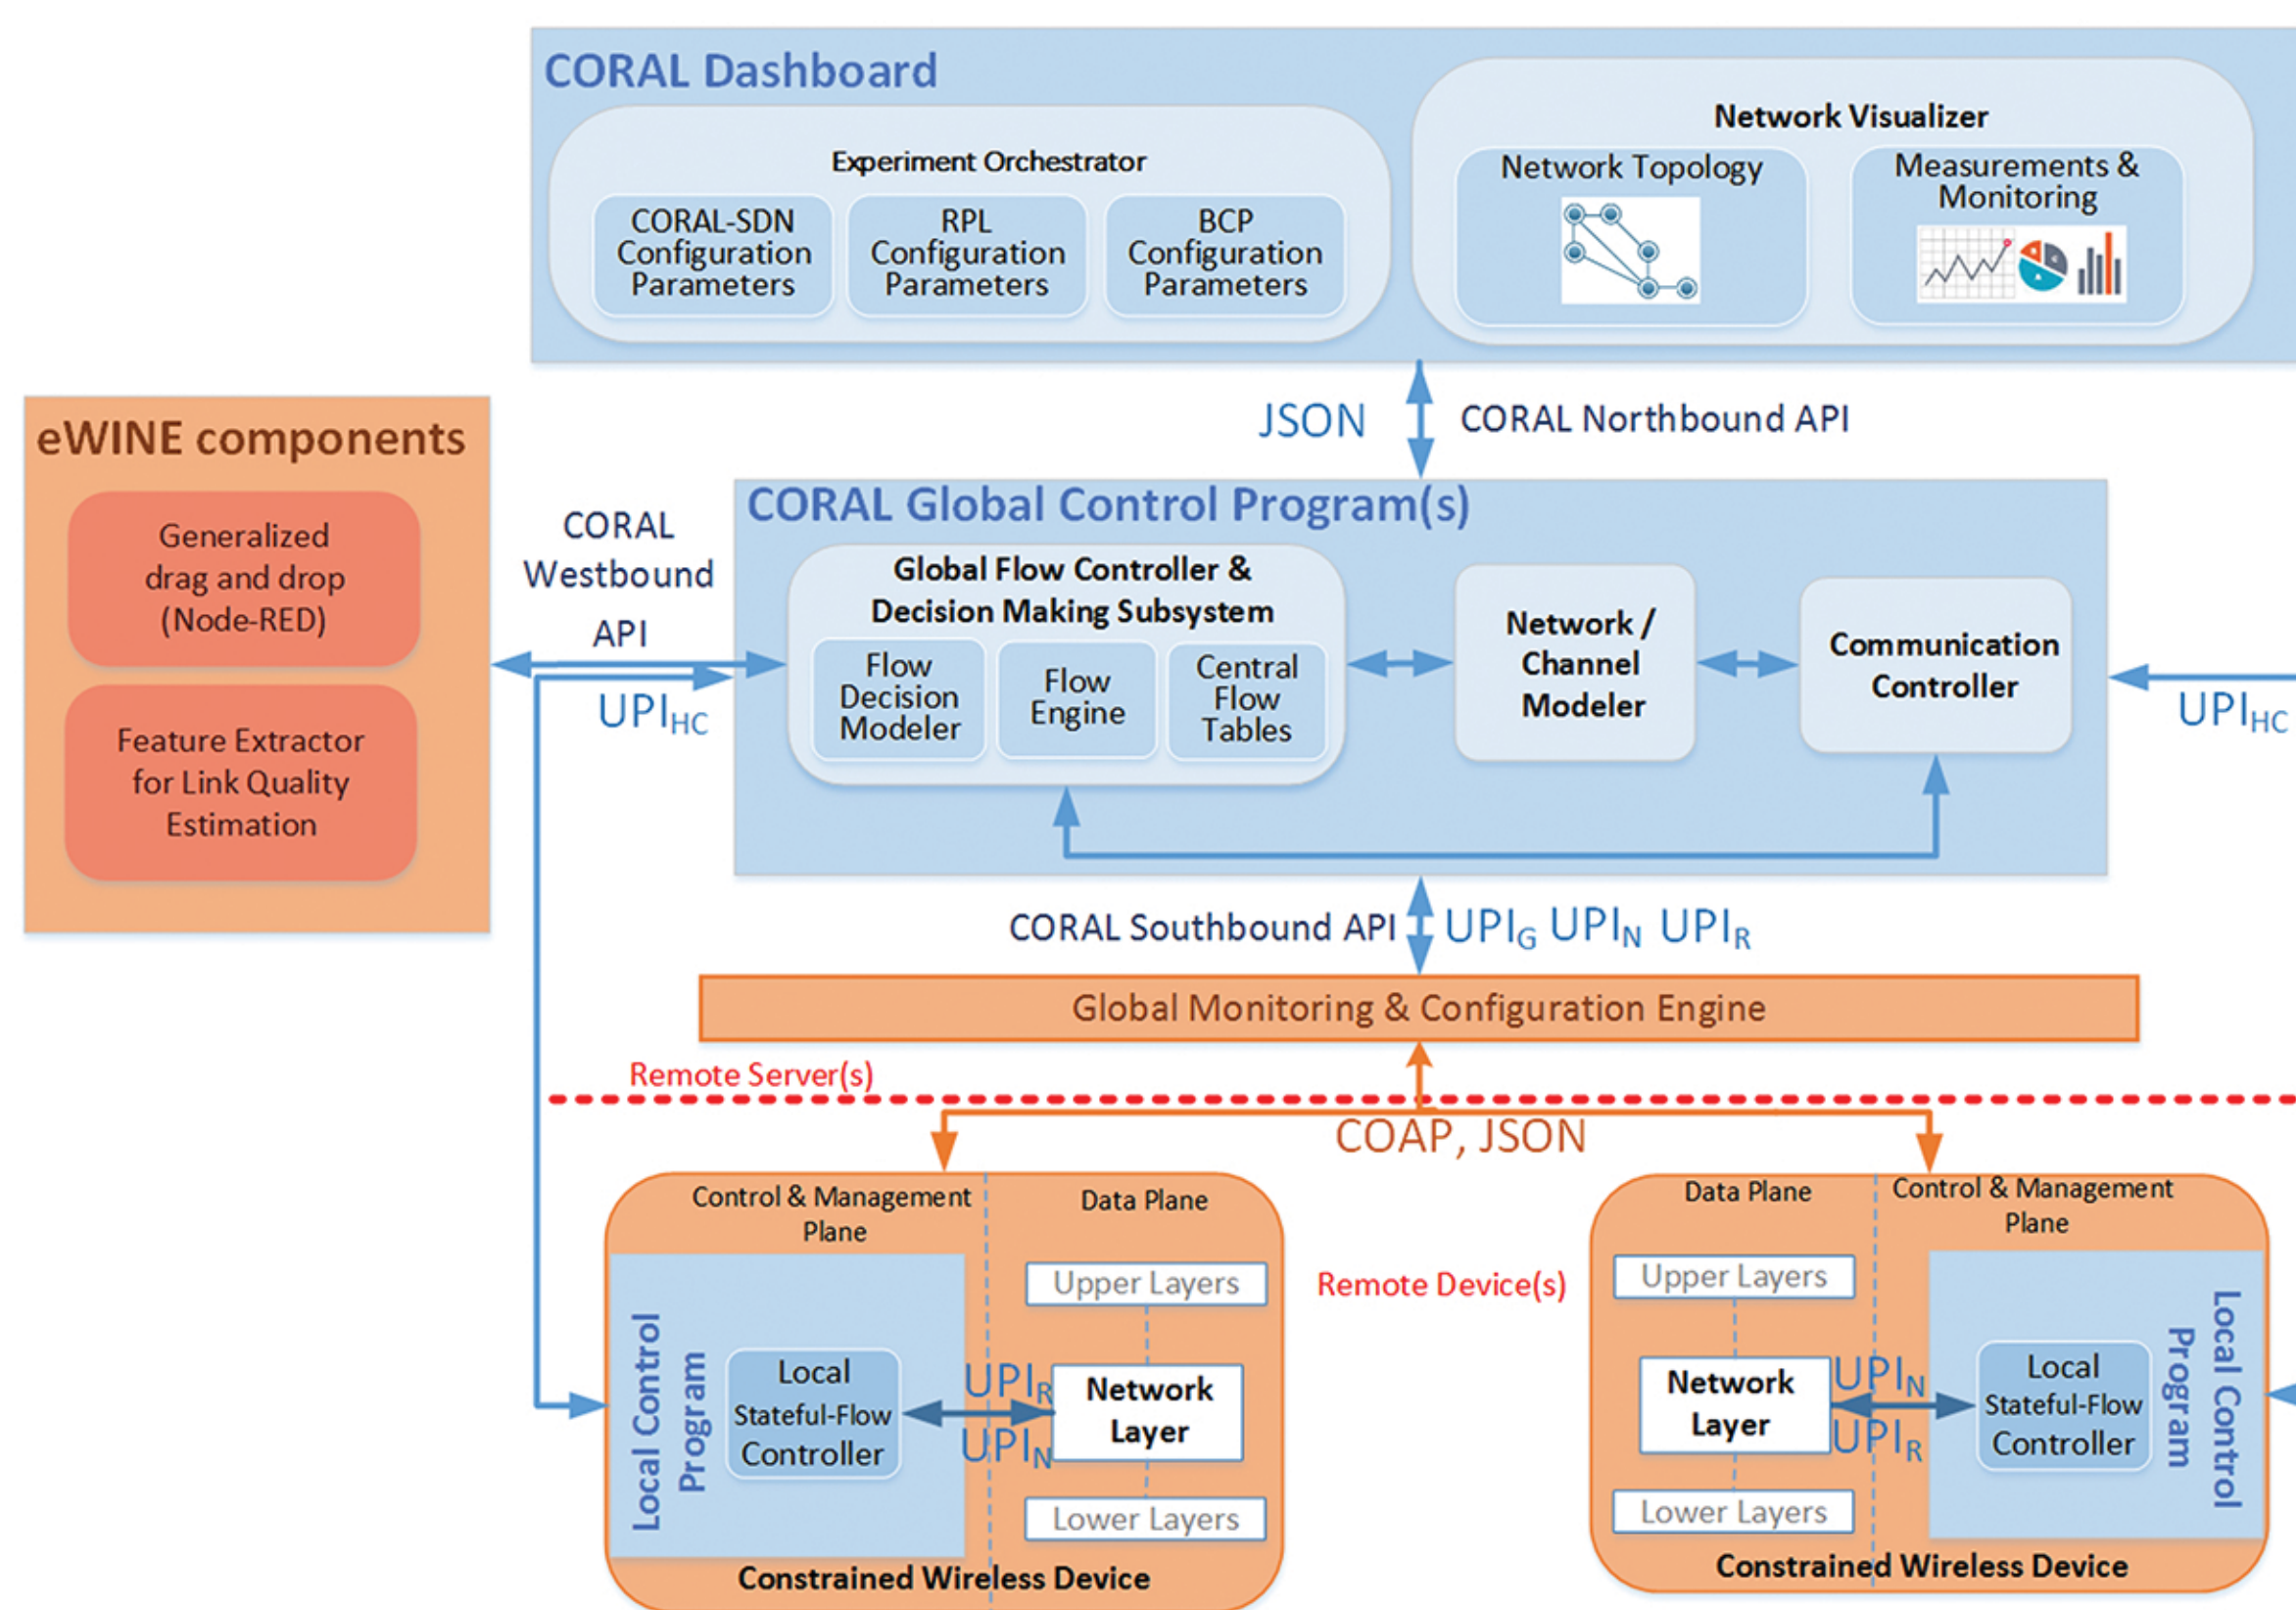 CORAL Dashboard
Experiment Orchestrator
CORAL-SDN
Configuration
Parameters
RPL
Configuration
Parameters
BCP
Configuration
Parameters
Network Visualizer
Network Topology
Measurements &
Monitoring
JSON
CORAL Northbound API
eWINE components
Generalized
drag and drop
(Node-RED)
Feature Extractor
for Link Quality
Estimation
CORAL
Westbound
API
UPIHC
CORAL Global Control Program(s)
Global Flow Controller &
Decision Making Subsystem
Flow
Decision
Modeler
Flow
Engine
Central
Flow
Tables
Network /
Channel
Modeler
Communication
Controller
UPIHC
CORAL Southbound API
UPIG UPIN UPIR
Global Monitoring & Configuration Engine
Remote Server(s)
COAP, JSON
Control & Management
Plane
Data Plane
Local Control
Program
Local
Stateful-Flow
Controller
UPIR
UPIN
Upper Layers
Network
Layer
Lower Layers
Constrained Wireless Device
Remote Device(s)
Data Plane
Control & Management
Plane
Upper Layers
Network
Layer
Lower Layers
UPIN
UPIR
Local
Stateful-Flow
Controller
Local Control
Program
Constrained Wireless Device